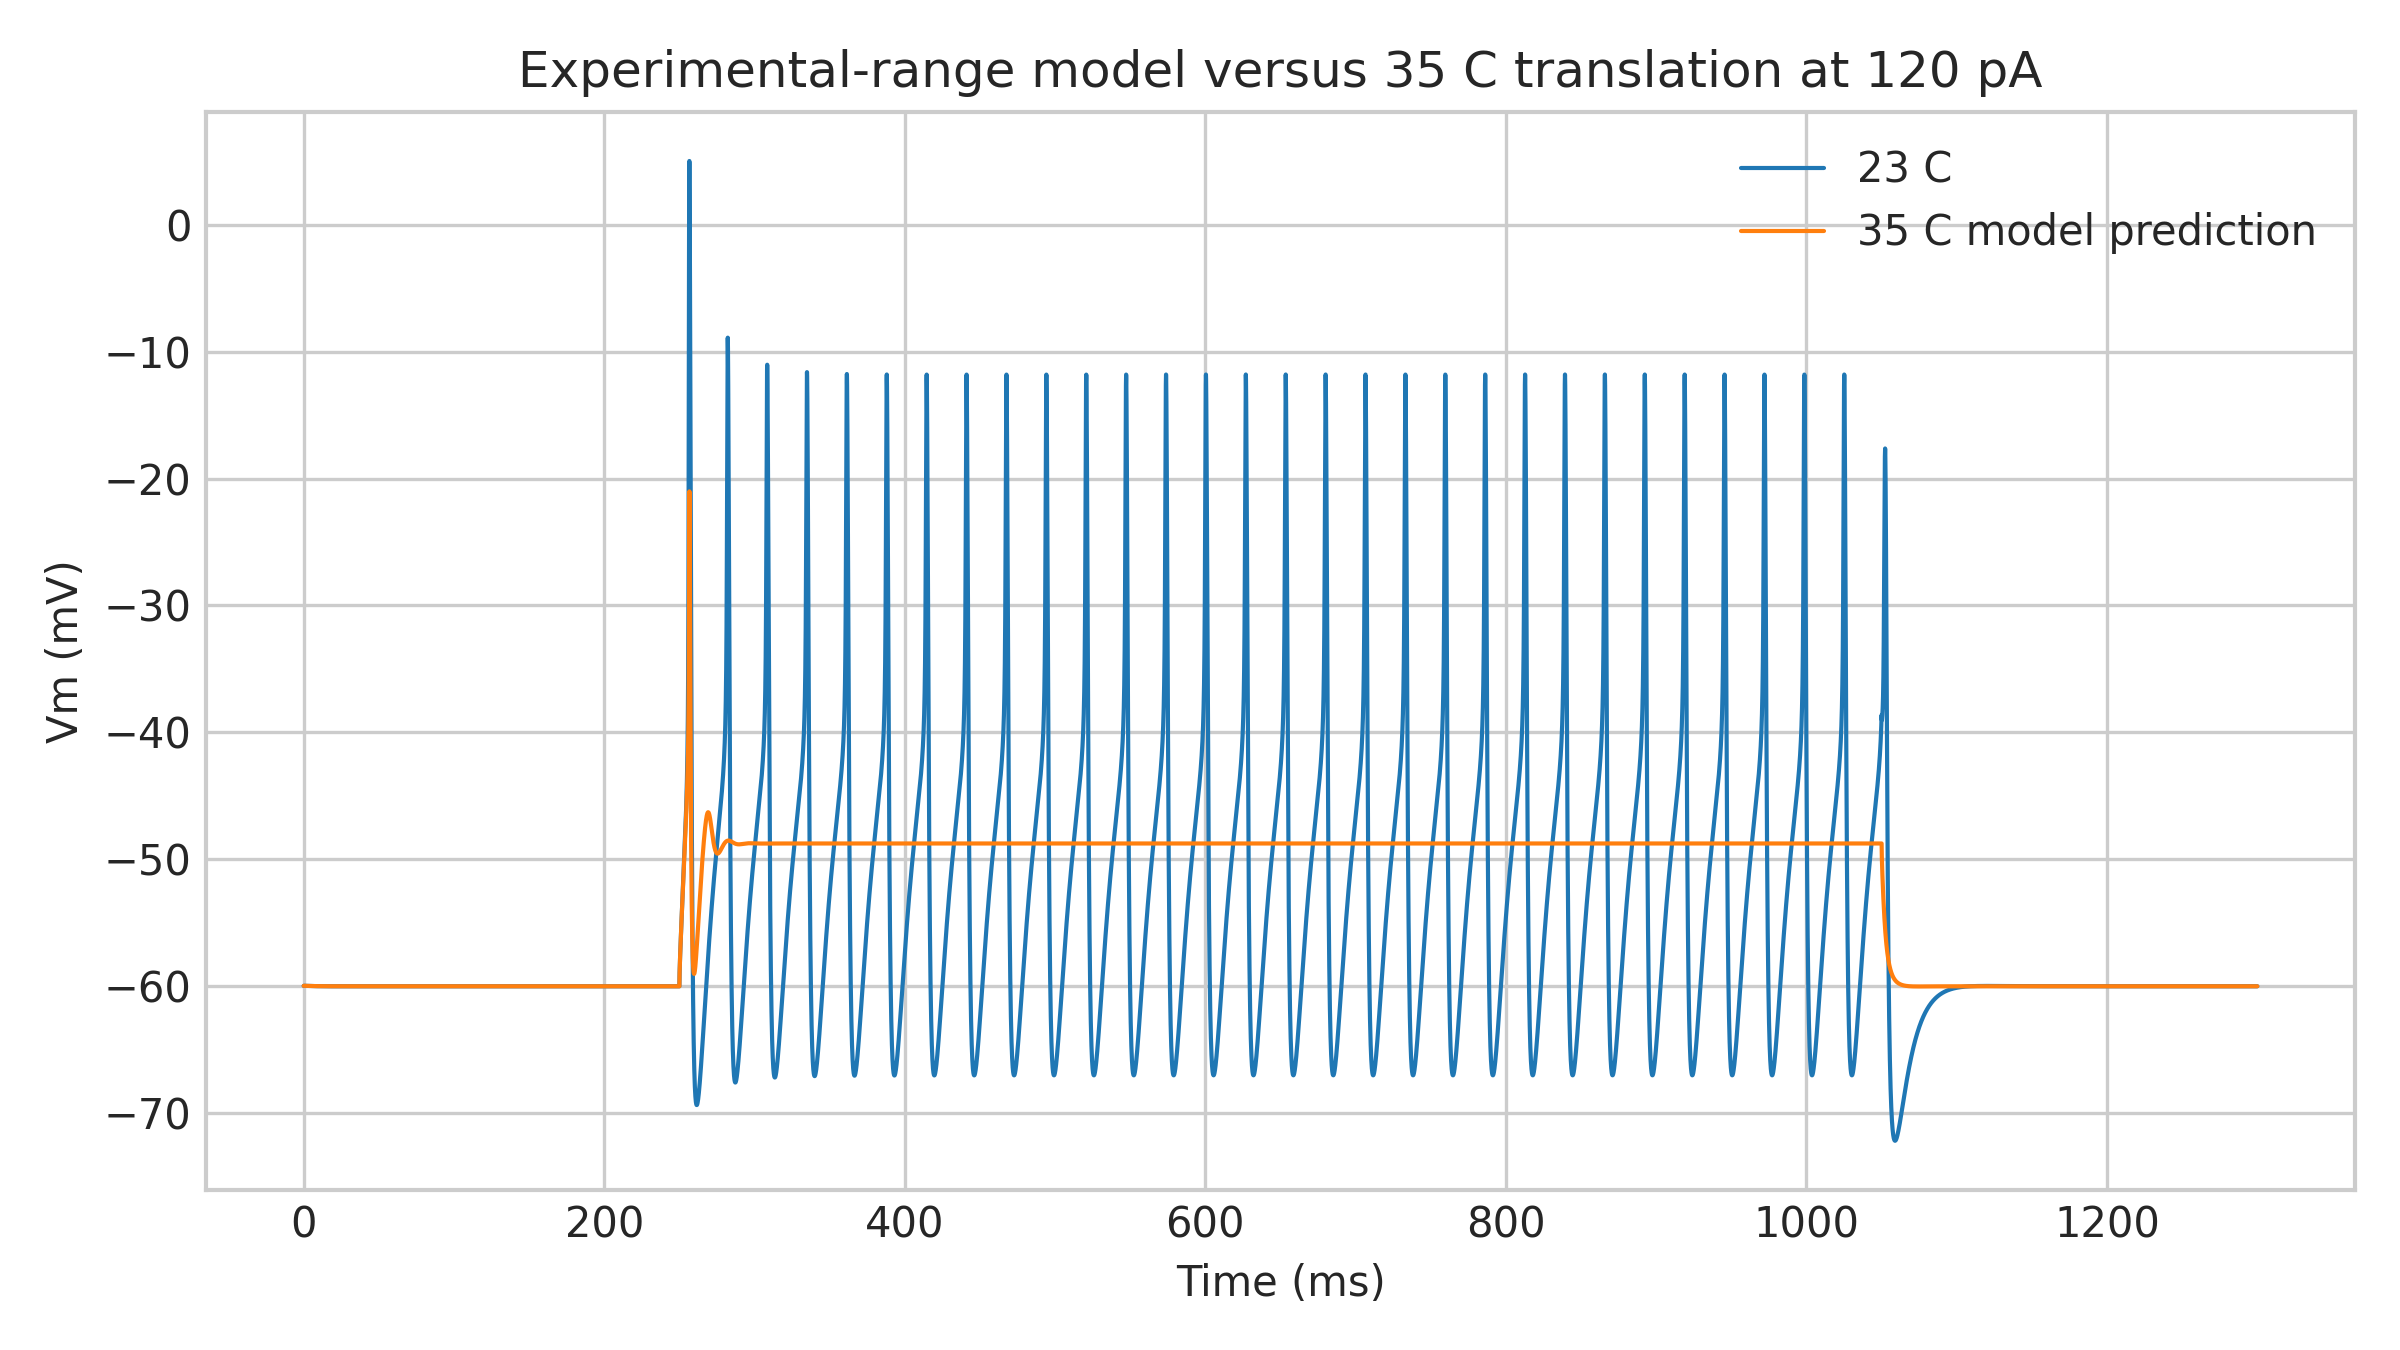 Experimental-range model versus 35 C translation at 120 pA
23 C
35 C model prediction
0
−10
−20
−30
−40
−50
−60
−70
Vm (mV)
0 200 400 600 800 1000 1200
Time (ms)